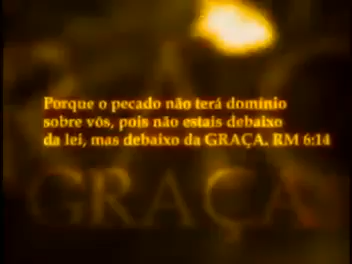 Porque o pecado não terá domínio
sobre vós, pois não estais debaixo
da lei, mas debaixo da GRAÇA. RM 6:14
GRAÇA